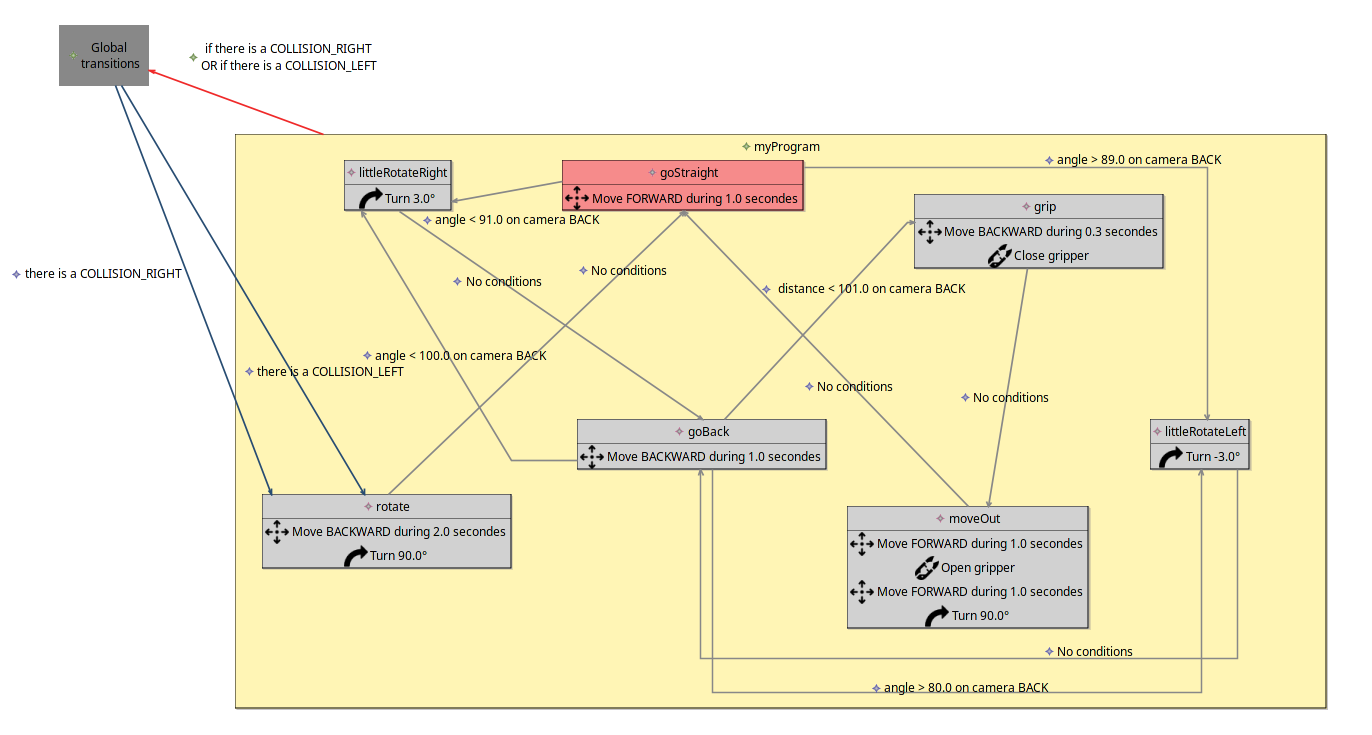 Global
transitions
if there is a COLLISION_RIGHT
OR if there is a COLLISION_LEFT
myProgram
littleRotateRight
Turn 3.0°
goStraight
Move FORWARD during 1.0 secondes
angle > 89.0 on camera BACK
angle < 91.0 on camera BACK
grip
Move BACKWARD during 0.3 secondes
Close gripper
there is a COLLISION_RIGHT
No conditions
No conditions
distance < 101.0 on camera BACK
angle < 100.0 on camera BACK
there is a COLLISION_LEFT
No conditions
No conditions
goBack
Move BACKWARD during 1.0 secondes
littleRotateLeft
Turn -3.0°
rotate
Move BACKWARD during 2.0 secondes
Turn 90.0°
moveOut
Move FORWARD during 1.0 secondes
Open gripper
Move FORWARD during 1.0 secondes
Turn 90.0°
No conditions
angle > 80.0 on camera BACK